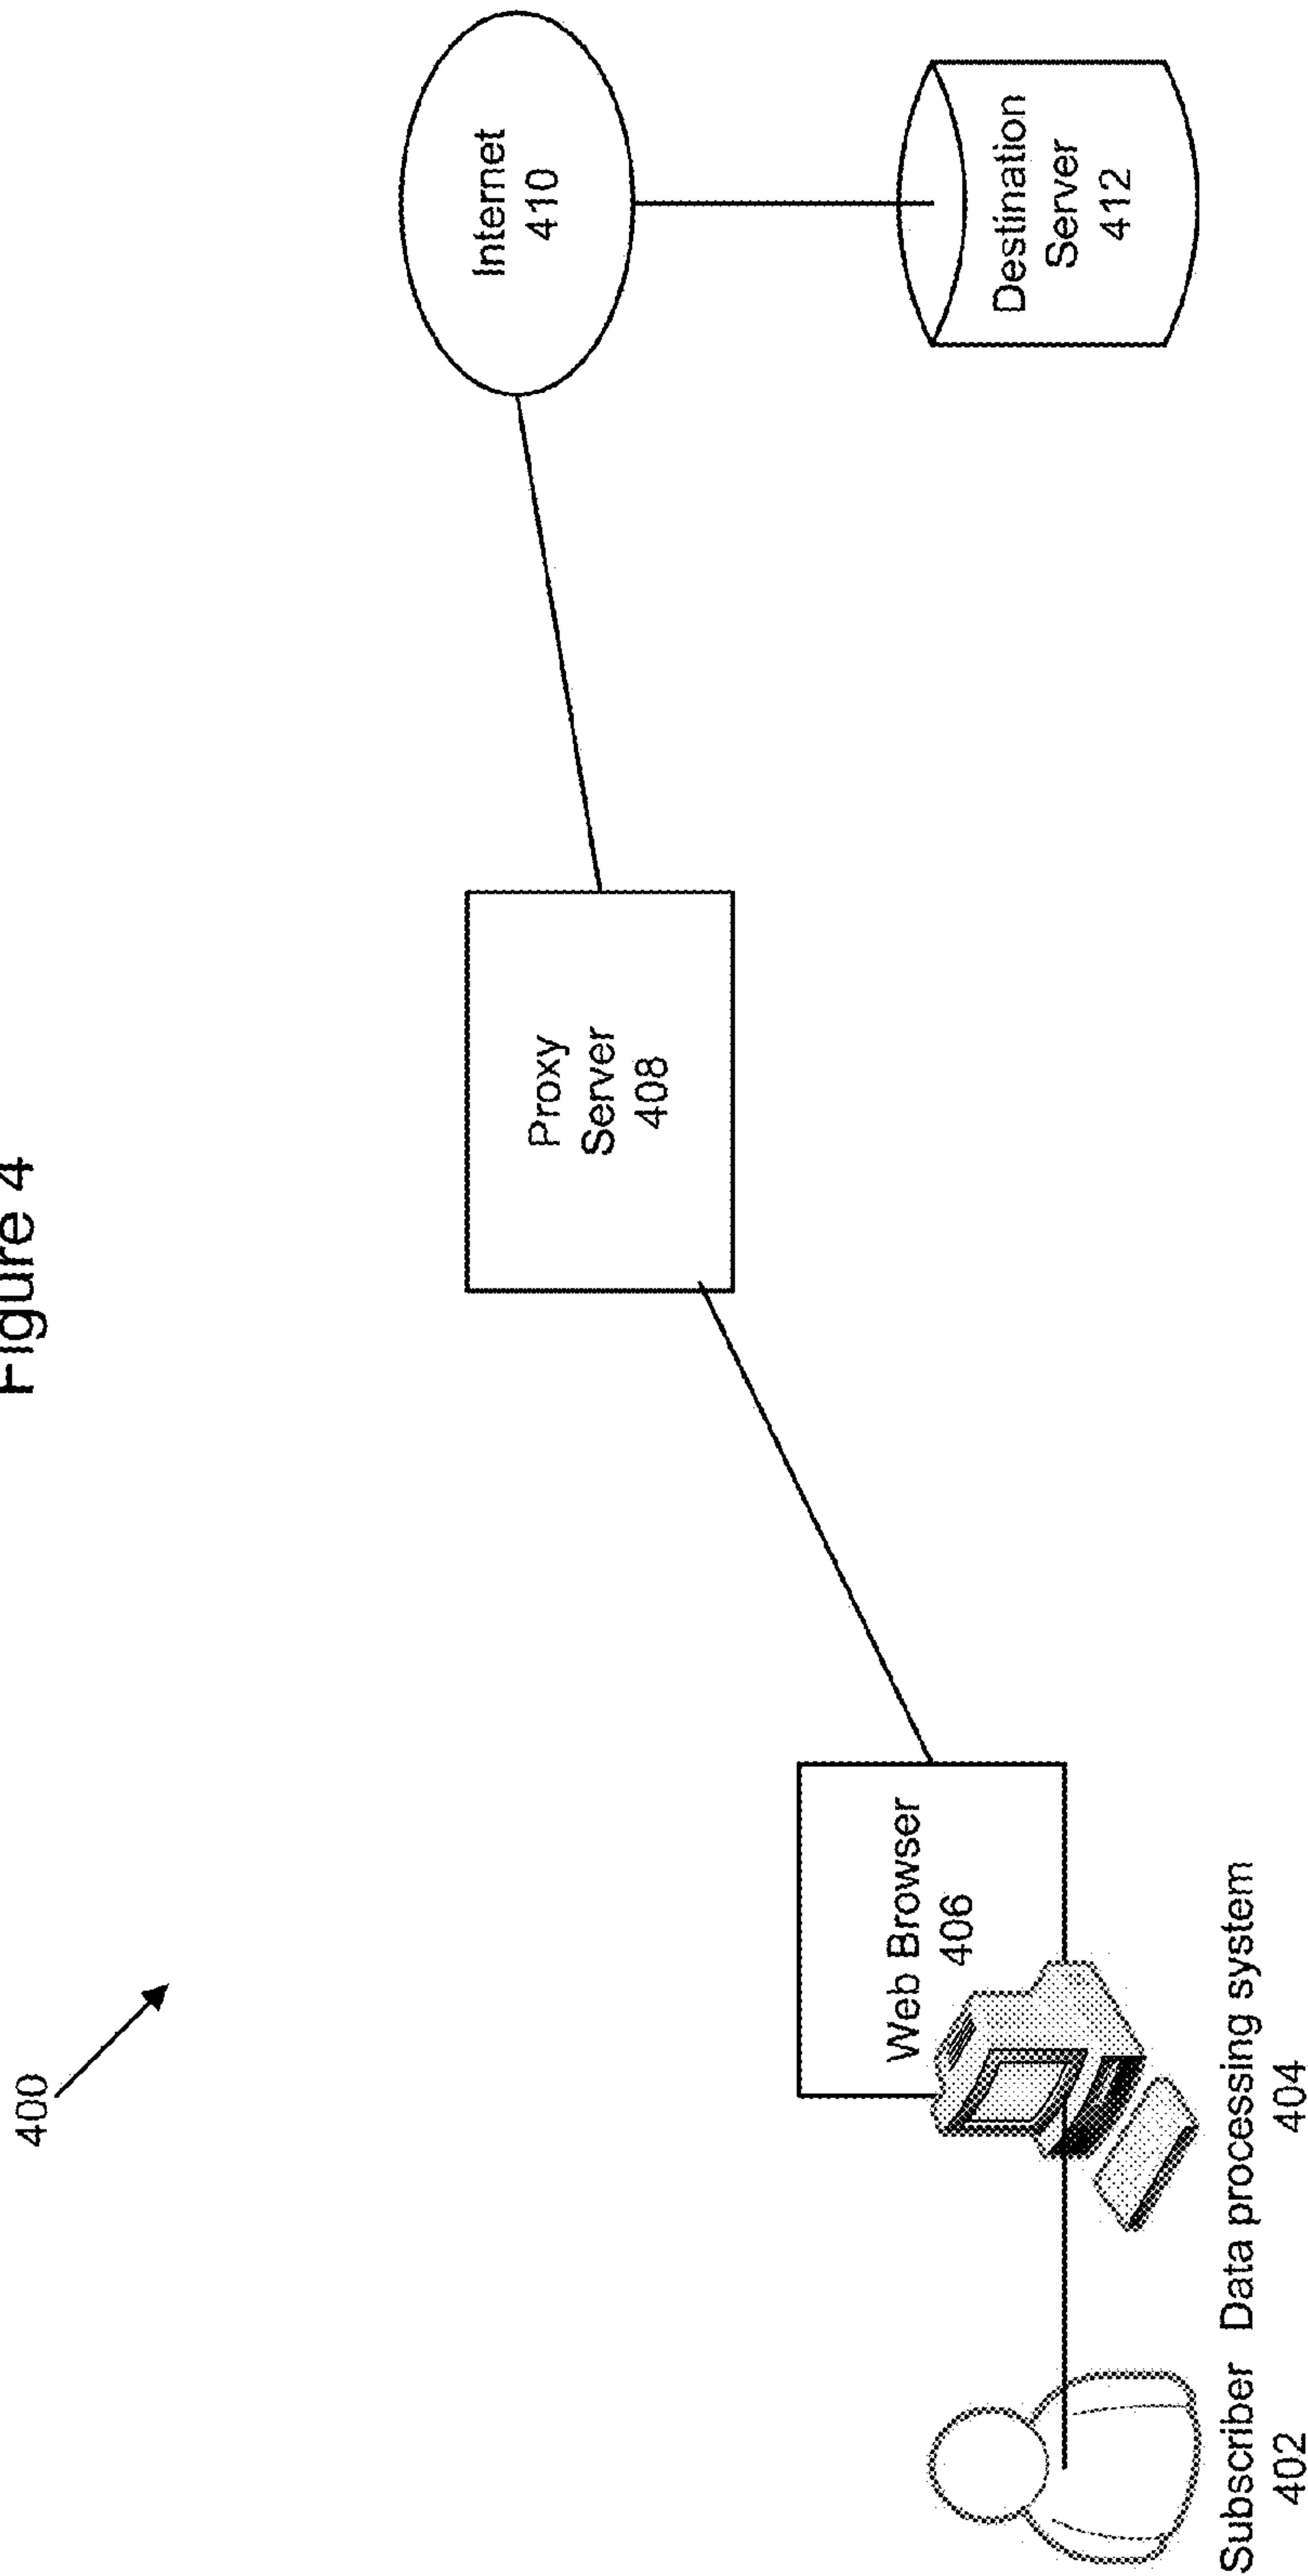 Figure 4
400
Internet
410
Proxy
Server
408
Destination
Server
412
Web Browser
406
Subscriber
402
Data processing system
404